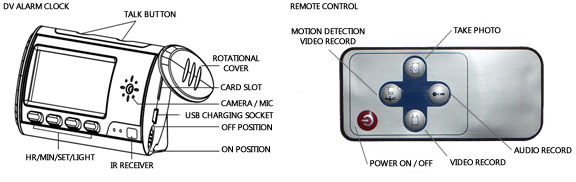 DV ALARM CLOCK
TALK BUTTON
ROTATIONAL
COVER
CARD SLOT
CAMERA / MIC
USB CHARGING SOCKET
OFF POSITION
ON POSITION
HR/MIN/SET/LIGHT
IR RECEIVER
REMOTE CONTROL
MOTION DETECTION
VIDEO RECORD
TAKE PHOTO
AUDIO RECORD
POWER ON / OFF
VIDEO RECORD